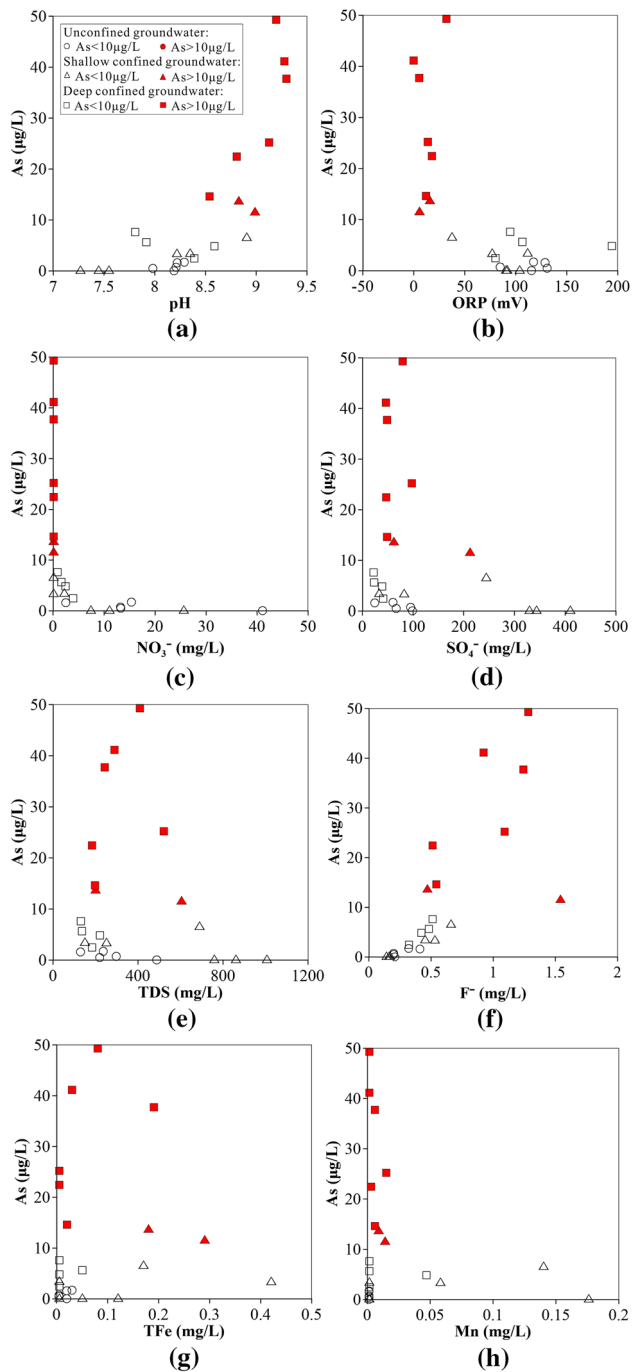 50
40
30
20
10
0
As (µg/L)
Unconfined groundwater:
As<10µg/L As>10µg/L
Shallow confined groundwater:
As<10µg/L As>10µg/L
Deep confined groundwater:
As<10µg/L As>10µg/L
7 7.5 8 8.5 9 9.5
pH
(a)
50
40
30
20
10
0
As (µg/L)
-50 0 50 100 150 200
ORP (mV)
(b)
50
40
30
20
10
0
As (µg/L)
0 10 20 30 40 50
NO₃⁻ (mg/L)
(c)
50
40
30
20
10
0
As (µg/L)
0 100 200 300 400 500
SO₄⁻ (mg/L)
(d)
50
40
30
20
10
0
As (µg/L)
0 400 800 1200
TDS (mg/L)
(e)
50
40
30
20
10
0
As (µg/L)
0 0.5 1 1.5 2
F⁻ (mg/L)
(f)
50
40
30
20
10
0
As (µg/L)
0 0.1 0.2 0.3 0.4 0.5
TFe (mg/L)
(g)
50
40
30
20
10
0
As (µg/L)
0 0.05 0.1 0.15 0.2
Mn (mg/L)
(h)